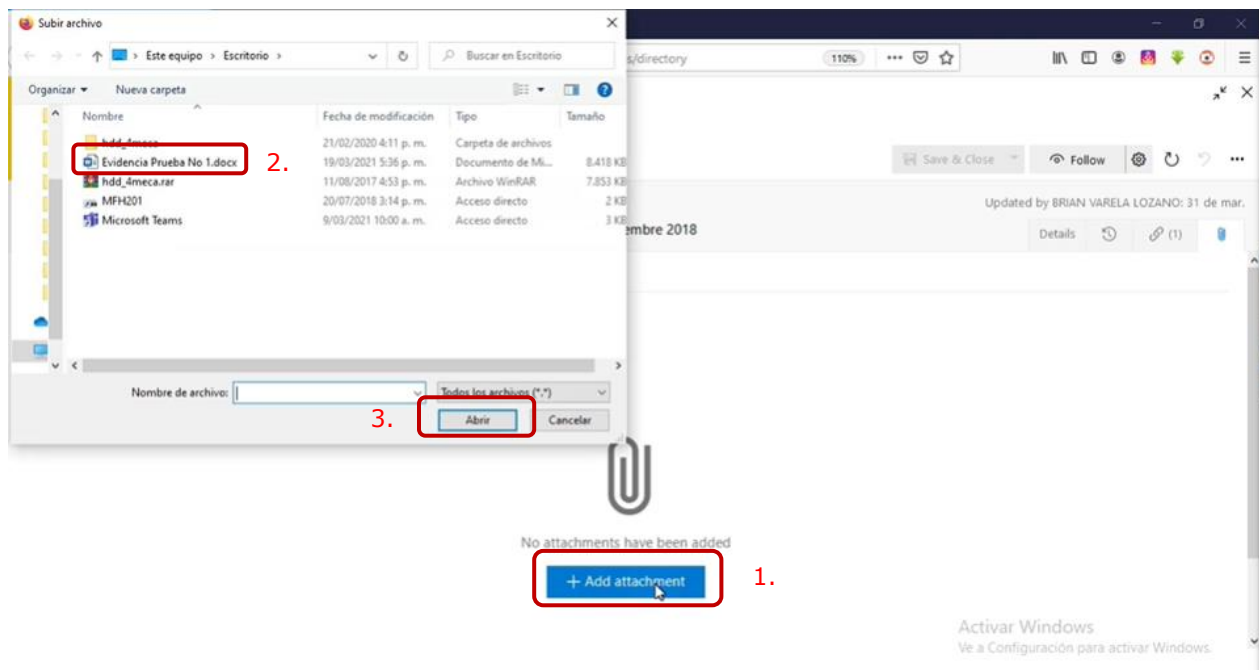 Subir archivo
Este equipo > Escritorio >
Buscar en Escritorio
s/directory
110%
Organizar
Nueva carpeta
Nombre
Fecha de modificación
Tipo
Tamaño
hdd_4meca
21/02/2020 4:11 p. m.
Carpeta de archivos
Evidencia Prueba No 1.docx
19/03/2021 5:36 p. m.
Documento de Mi...
8.418 KB
2.
hdd_4meca.rar
11/08/2017 4:53 p. m.
Archivo WinRAR
7.853 KB
MFH201
20/07/2018 3:14 p. m.
Acceso directo
2 KB
Microsoft Teams
9/03/2021 10:00 a. m.
Acceso directo
3 KB
Save & Close
Follow
Updated by BRIAN VARELA LOZANO: 31 de mar.
embre 2018
Details
(1)
Nombre de archivo:
Todos los archivos (*.*)
3.
Abrir
Cancelar
No attachments have been added
+ Add attachment
1.
Activar Windows
Ve a Configuración para activar Windows.